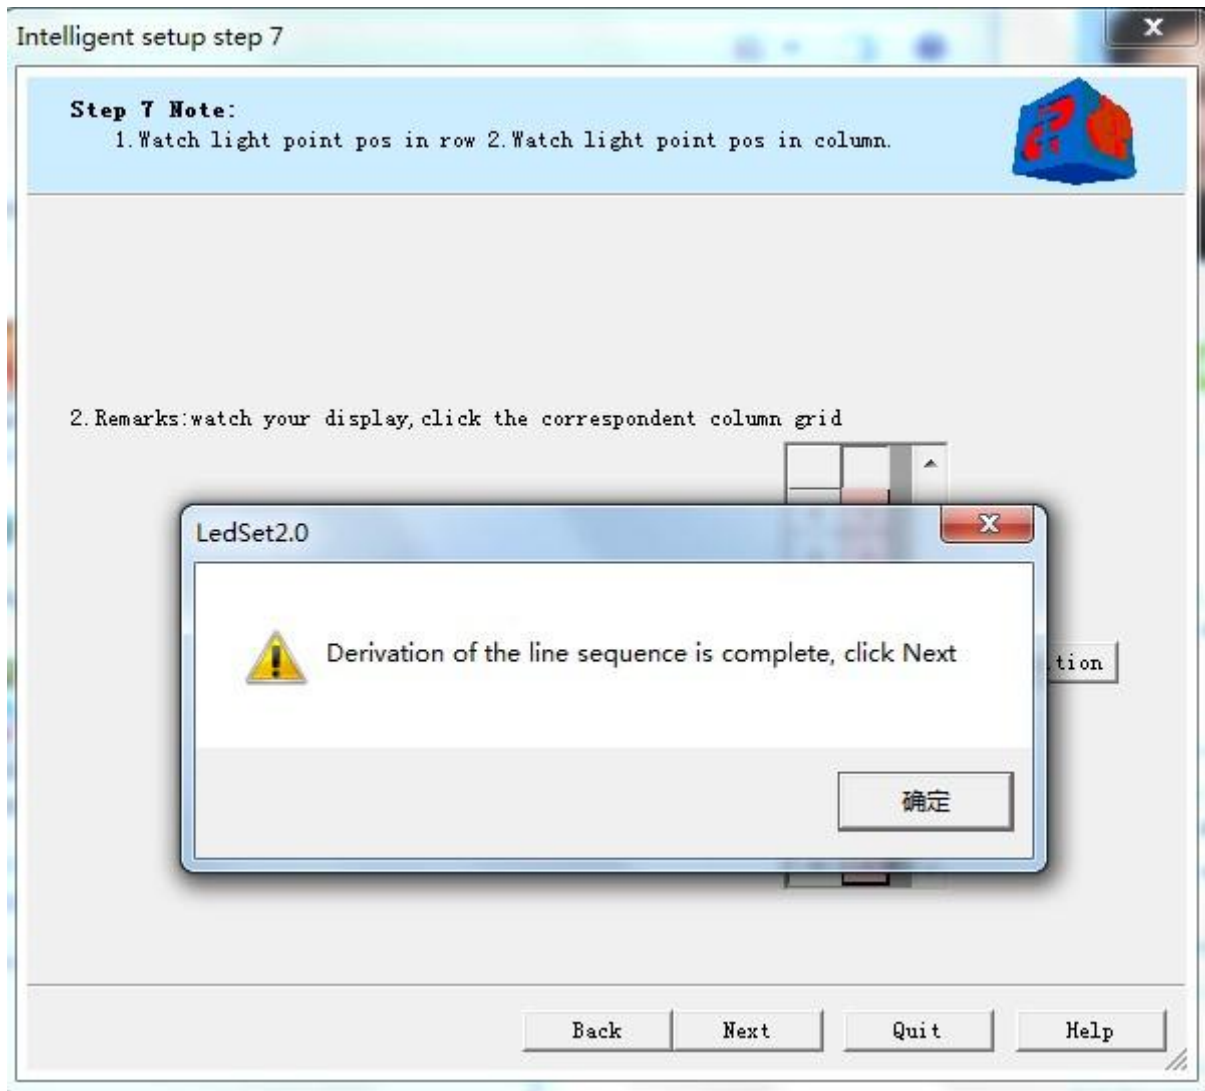 Intelligent setup step 7
Step 7 Note:
1.Watch light point pos in row 2.Watch light point pos in column.
2.Remarks:watch your display,click the correspondent column grid
LedSet2.0
Derivation of the line sequence is complete, click Next
tion
确定
Back Next Quit Help